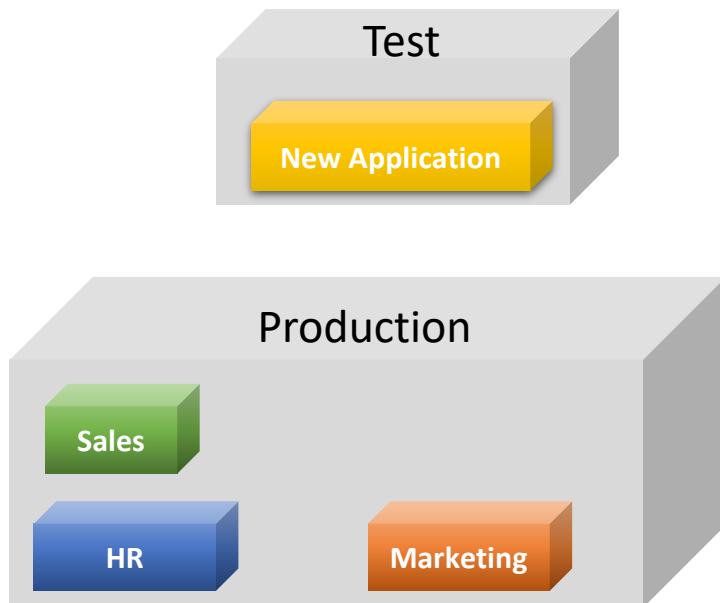 Test
New Application
Production
Sales
HR
Marketing